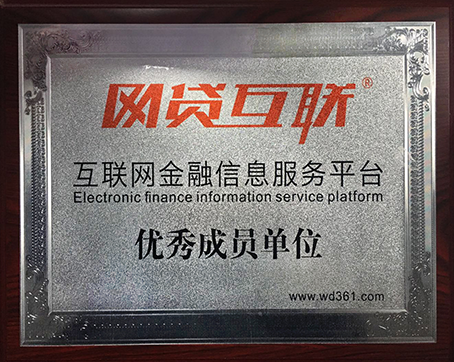 网贷互联®
互联网金融信息服务平台
Electronic finance information service platform
优秀成员单位
www.wd361.com